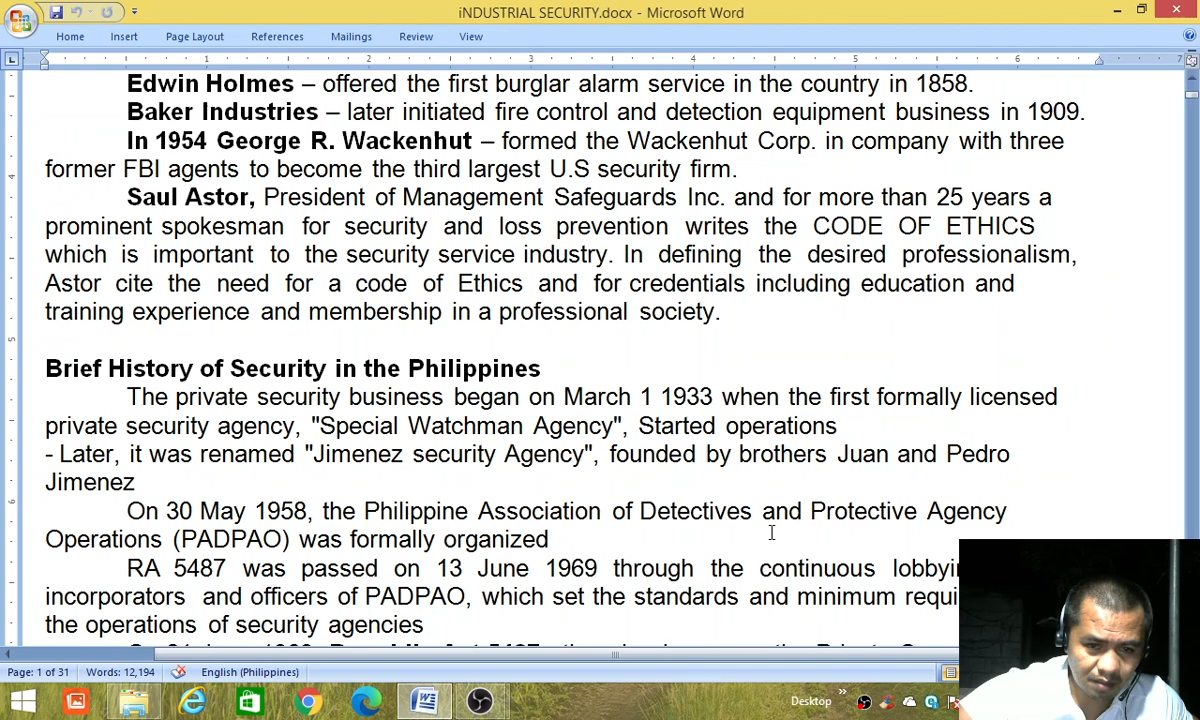 iNDUSTRIAL SECURITY.docx - Microsoft Word
Home Insert Page Layout References Mailings Review View
1 2 3 4 5 6 7
Edwin Holmes – offered the first burglar alarm service in the country in 1858.
Baker Industries – later initiated fire control and detection equipment business in 1909.
In 1954 George R. Wackenhut – formed the Wackenhut Corp. in company with three
former FBI agents to become the third largest U.S security firm.
Saul Astor, President of Management Safeguards Inc. and for more than 25 years a
prominent spokesman for security and loss prevention writes the CODE OF ETHICS
which is important to the security service industry. In defining the desired professionalism,
Astor cite the need for a code of Ethics and for credentials including education and
training experience and membership in a professional society.
Brief History of Security in the Philippines
The private security business began on March 1 1933 when the first formally licensed
private security agency, "Special Watchman Agency", Started operations
- Later, it was renamed "Jimenez security Agency", founded by brothers Juan and Pedro
Jimenez
On 30 May 1958, the Philippine Association of Detectives and Protective Agency
Operations (PADPAO) was formally organized
RA 5487 was passed on 13 June 1969 through the continuous
incorporators and officers of PADPAO, which set the standards and minimum
the operations of security agencies
Page: 1 of 31 Words: 12,194 English (Philippines)
Desktop